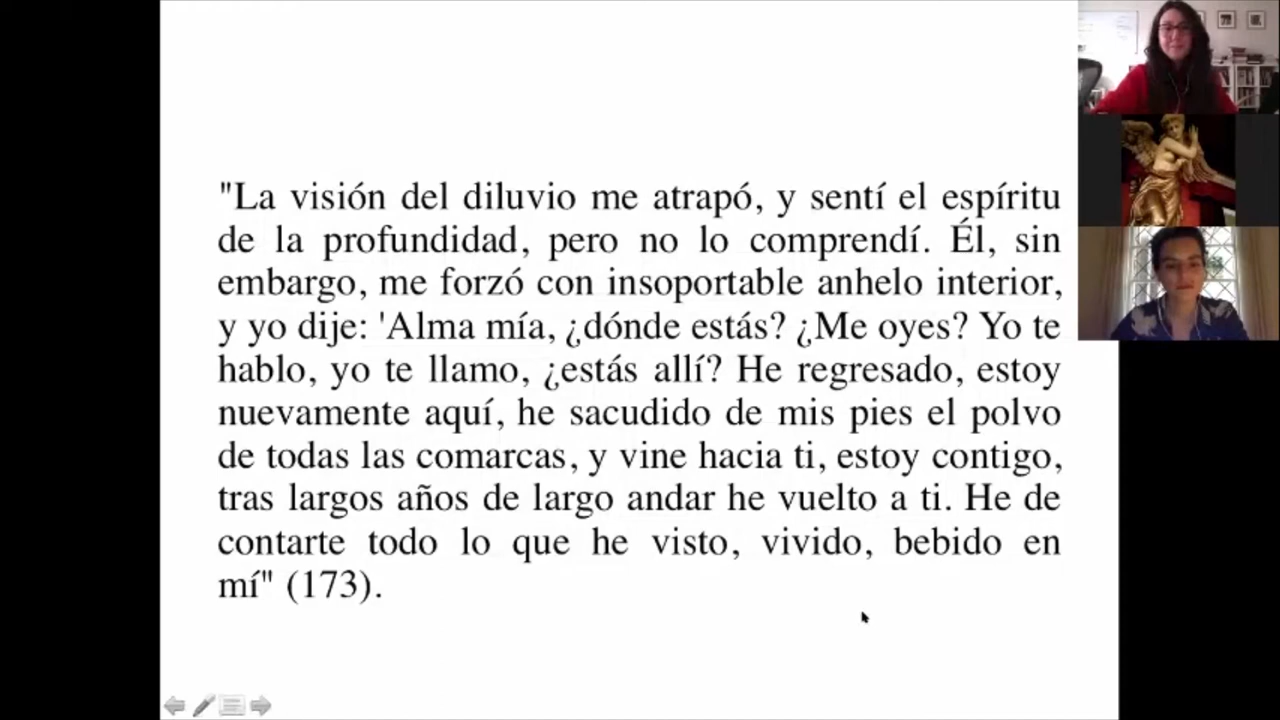 "La visión del diluvio me atrapó, y sentí el espíritu
de la profundidad, pero no lo comprendí. Él, sin
embargo, me forzó con insoportable anhelo interior,
y yo dije: 'Alma mía, ¿dónde estás? ¿Me oyes? Yo te
hablo, yo te llamo, ¿estás allí? He regresado, estoy
nuevamente aquí, he sacudido de mis pies el polvo
de todas las comarcas, y vine hacia ti, estoy contigo,
tras largos años de largo andar he vuelto a ti. He de
contarte todo lo que he visto, vivido, bebido en
mí" (173).